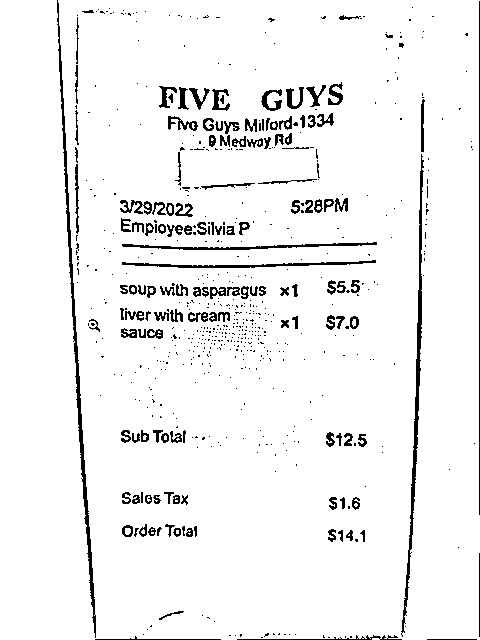 FIVE GUYS
Five Guys Milford-1334
9 Medway Rd
3/29/2022 5:28PM
Employee:Silvia P
soup with asparagus ×1 $5.5
liver with cream
sauce ×1 $7.0
Sub Total $12.5
Sales Tax $1.6
Order Total $14.1